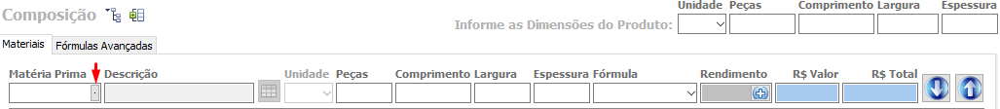 Composição
Unidade Peças Comprimento Largura Espessura
Informe as Dimensões do Produto:
Materiais Fórmulas Avançadas
Matéria Prima Descrição Unidade Peças Comprimento Largura Espessura Fórmula Rendimento R$ Valor R$ Total